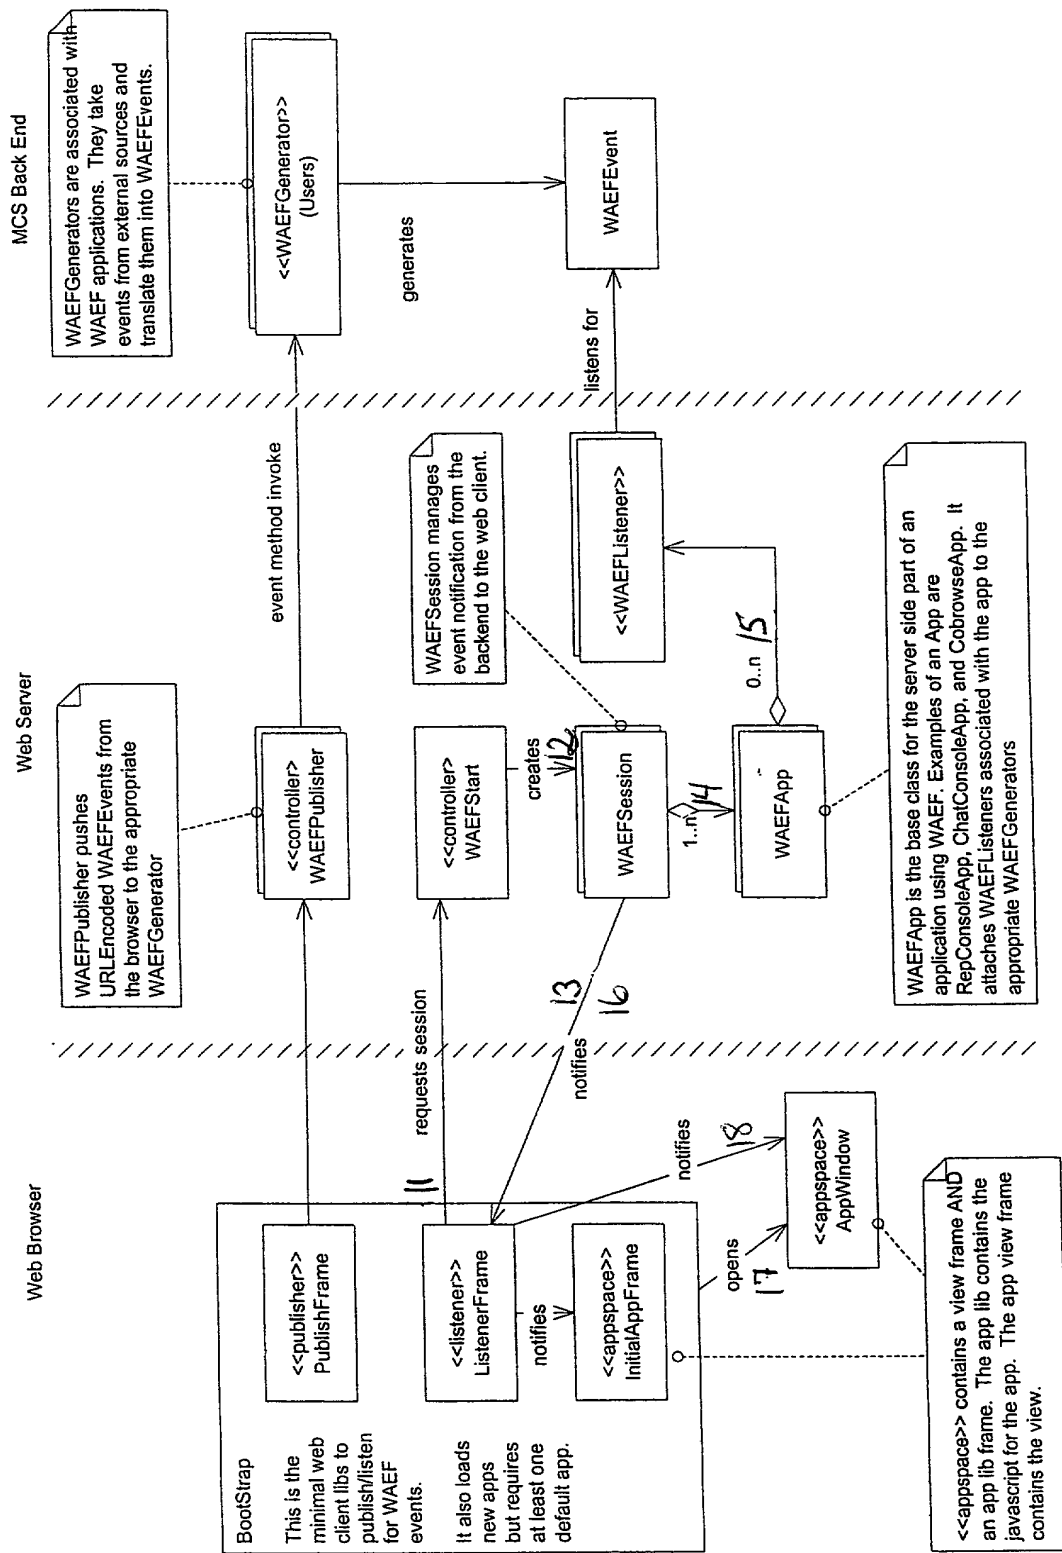 Web Browser
Web Server
MCS Back End
BootStrap
This is the
minimal web
client libs to
publish/listen
for WAEF
events.
It also loads
new apps
but requires
at least one
default app.
<<publisher>>
PublishFrame
<<listener>>
ListenerFrame
notifies
<<appspace>>
InitialAppFrame
11
requests session
opens
17
notifies
18
<<appspace>>
AppWindow
<<appspace>> contains a view frame AND
an app lib frame. The app lib contains the
javascript for the app. The app view frame
contains the view.
notifies
13
16
WAEFPublisher pushes
URLEncoded WAEFEvents from
the browser to the appropriate
WAEFGenerator
<<controller>
WAEFPublisher
<<controller>
WAEFStart
creates
12
WAEFSession
1..n
14
WAEFApp
0..n
15
WAEFSession manages
event notification from the
backend to the web client.
<<WAEFListener>>
WAEFApp is the base class for the server side part of an
application using WAEF. Examples of an App are
RepConsoleApp, ChatConsoleApp, and CobrowseApp. It
attaches WAEFListeners associated with the app to the
appropriate WAEFGenerators
event method invoke
listens for
WAEFGenerators are associated with
WAEF applications. They take
events from external sources and
translate them into WAEFEvents.
<<WAEFGenerator>>
(Users)
generates
WAEFEvent